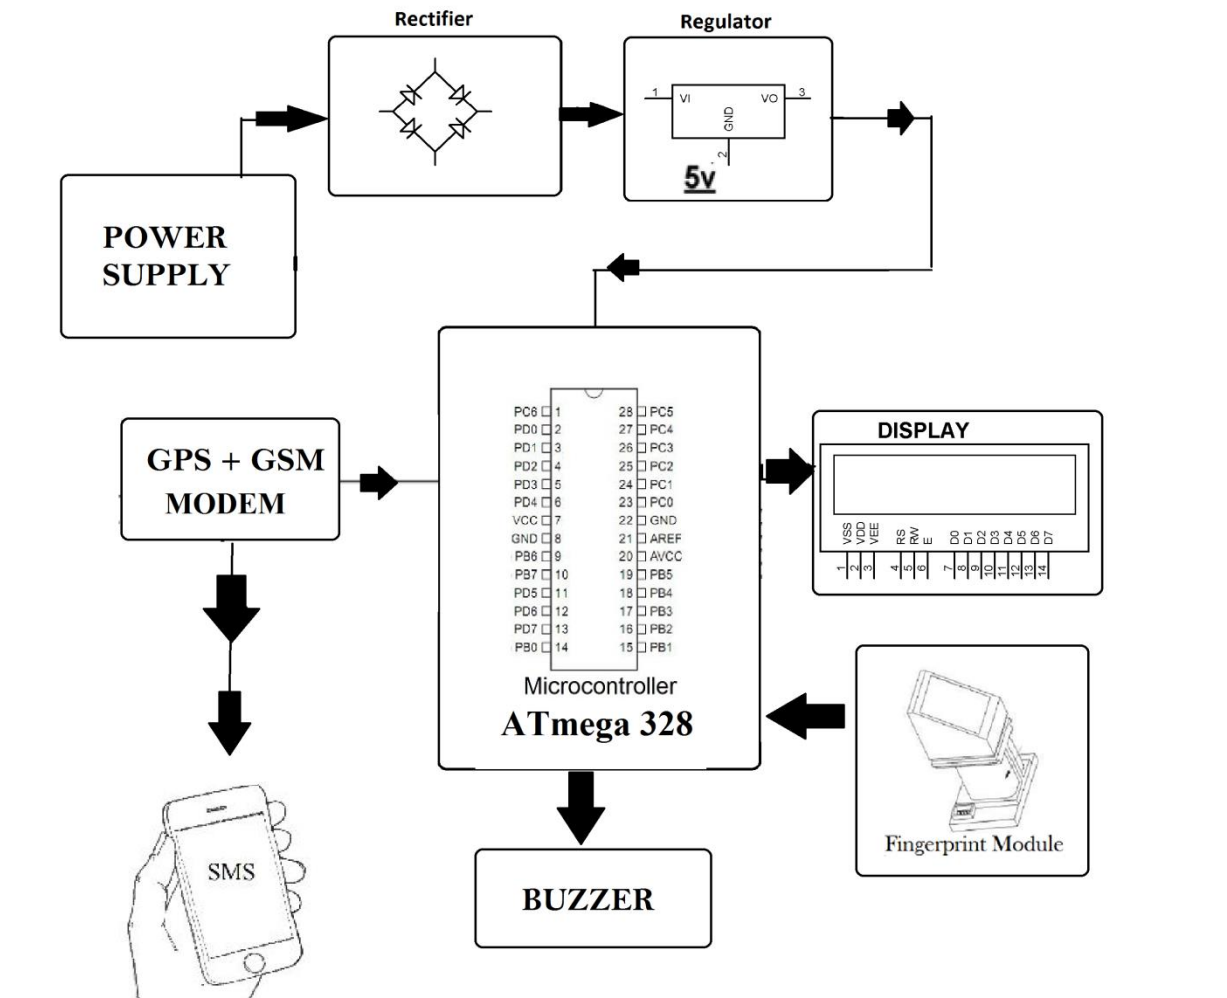 Rectifier
Regulator
1 VI VO 3
GND
2
5v
POWER
SUPPLY
GPS + GSM
MODEM
PC6 1 28 PC5
PD0 2 27 PC4
PD1 3 26 PC3
PD2 4 25 PC2
PD3 5 24 PC1
PD4 6 23 PC0
VCC 7 22 GND
GND 8 21 AREF
PB6 9 20 AVCC
PB7 10 19 PB5
PD5 11 18 PB4
PD6 12 17 PB3
PD7 13 16 PB2
PB0 14 15 PB1
Microcontroller
ATmega 328
DISPLAY
VSS VDD VEE RS RW E D0 D1 D2 D3 D4 D5 D6 D7
1 2 3 4 5 6 7 8 9 10 11 12 13 14
Fingerprint Module
BUZZER
SMS